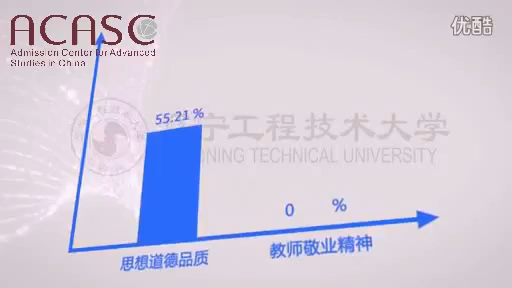 ACASC
Admission Center for Advanced
Studies in China
优酷
55.21 %
宁工程技术大学
NING TECHNICAL UNIVERSITY
0 %
思想道德品质
教师敬业精神